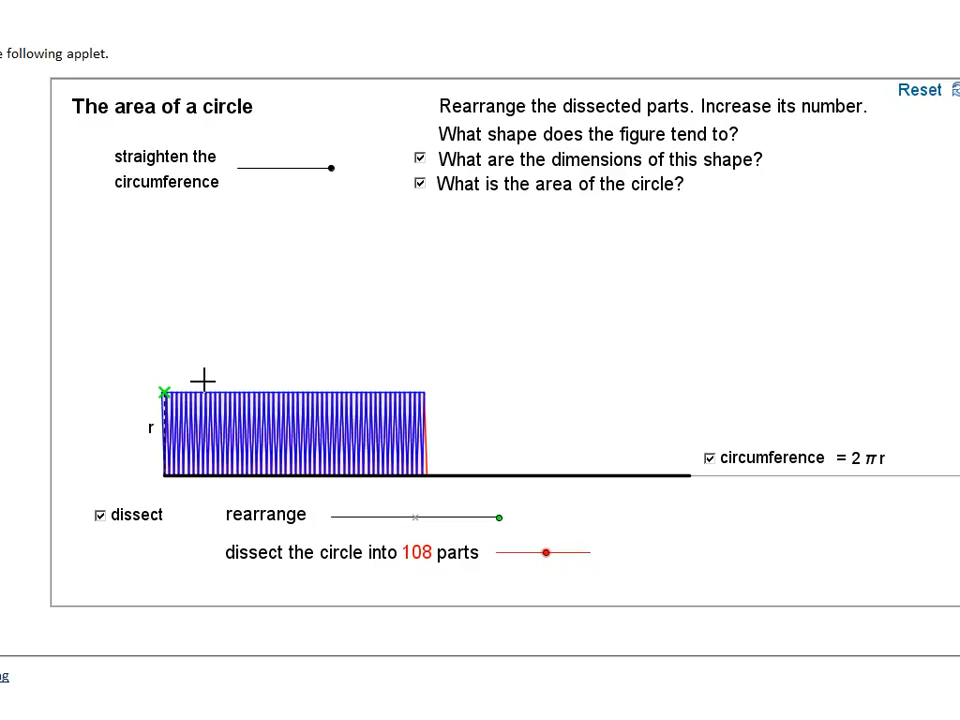 e following applet.
Reset
The area of a circle
Rearrange the dissected parts. Increase its number.
What shape does the figure tend to?
straighten the
circumference
What are the dimensions of this shape?
What is the area of the circle?
r
circumference = 2 π r
dissect
rearrange
dissect the circle into 108 parts
ng